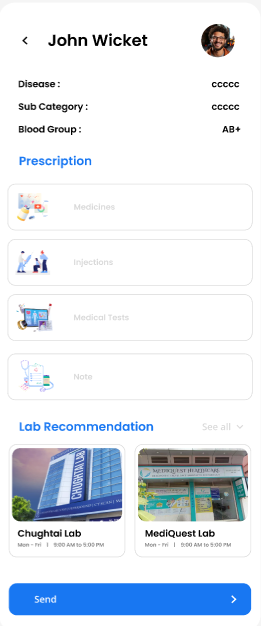 John Wicket
Disease : ccccc
Sub Category : ccccc
Blood Group : AB+
Prescription
Medicines
Injections
Medical Tests
Note
Lab Recommendation See all
CHUGHTAI LAB
MEDIQUEST HEALTHCARE
Chughtai Lab
Mon - Fri | 9:00 AM to 5:00 PM
MediQuest Lab
Mon - Fri | 9:00 AM to 5:00 PM
Send